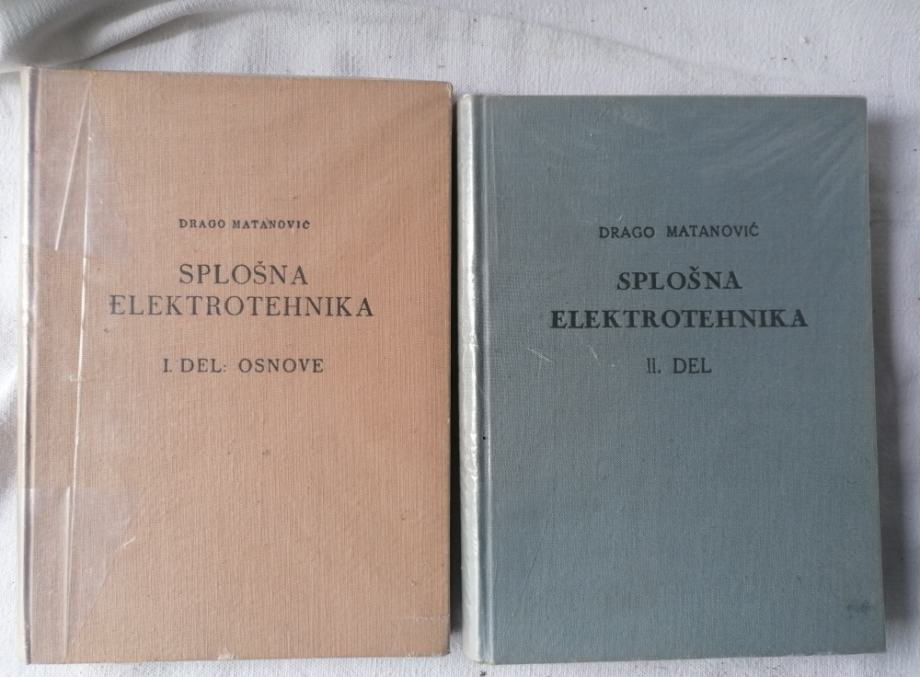 DRAGO MATANOVIĆ
SPLOŠNA
ELEKTROTEHNIKA
I. DEL: OSNOVE
DRAGO MATANOVIĆ
SPLOŠNA
ELEKTROTEHNIKA
II. DEL